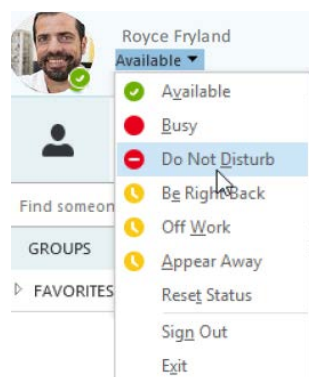 Royce Fryland
Available
Available
Busy
Do Not Disturb
Be Right Back
Find someon
Off Work
GROUPS
Appear Away
FAVORITES
Reset Status
Sign Out
Exit